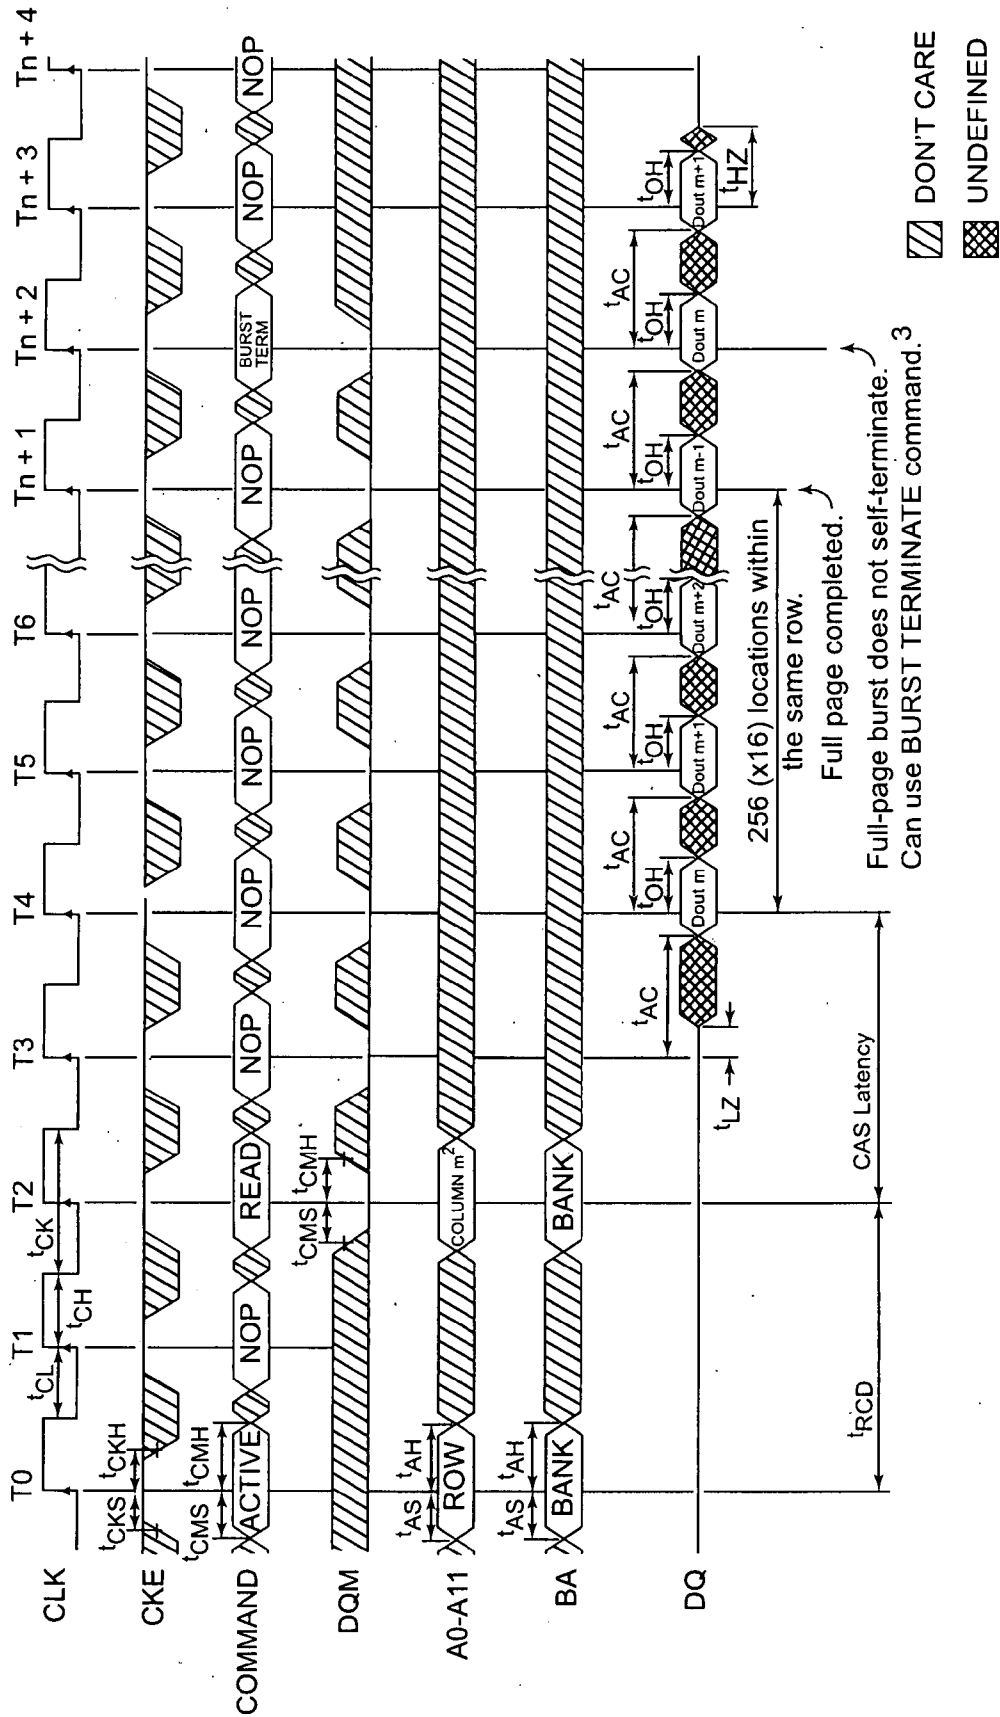 T0 T1 T2 T3 T4 T5 T6 Tn + 1 Tn + 2 Tn + 3 Tn + 4
CLK
tCL tCH tCK
CKE
tCKS tCKH
COMMAND
tCMS tCMH
ACTIVE NOP READ NOP NOP NOP NOP NOP BURST TERM NOP NOP
DQM
tCMS tCMH
A0-A11
tAS tAH
ROW COLUMN m2
BA
tAS tAH
BANK BANK
DQ
tLZ tAC tAC tAC tAC tAC tAC
tOH tOH tOH tOH tOH tOH
Dout m Dout m+1 Dout m+2 Dout m-1 Dout m Dout m+1
tHZ
256 (x16) locations within
the same row.
Full page completed.
tRCD CAS Latency
Full-page burst does not self-terminate.
Can use BURST TERMINATE command.3
DON'T CARE
UNDEFINED